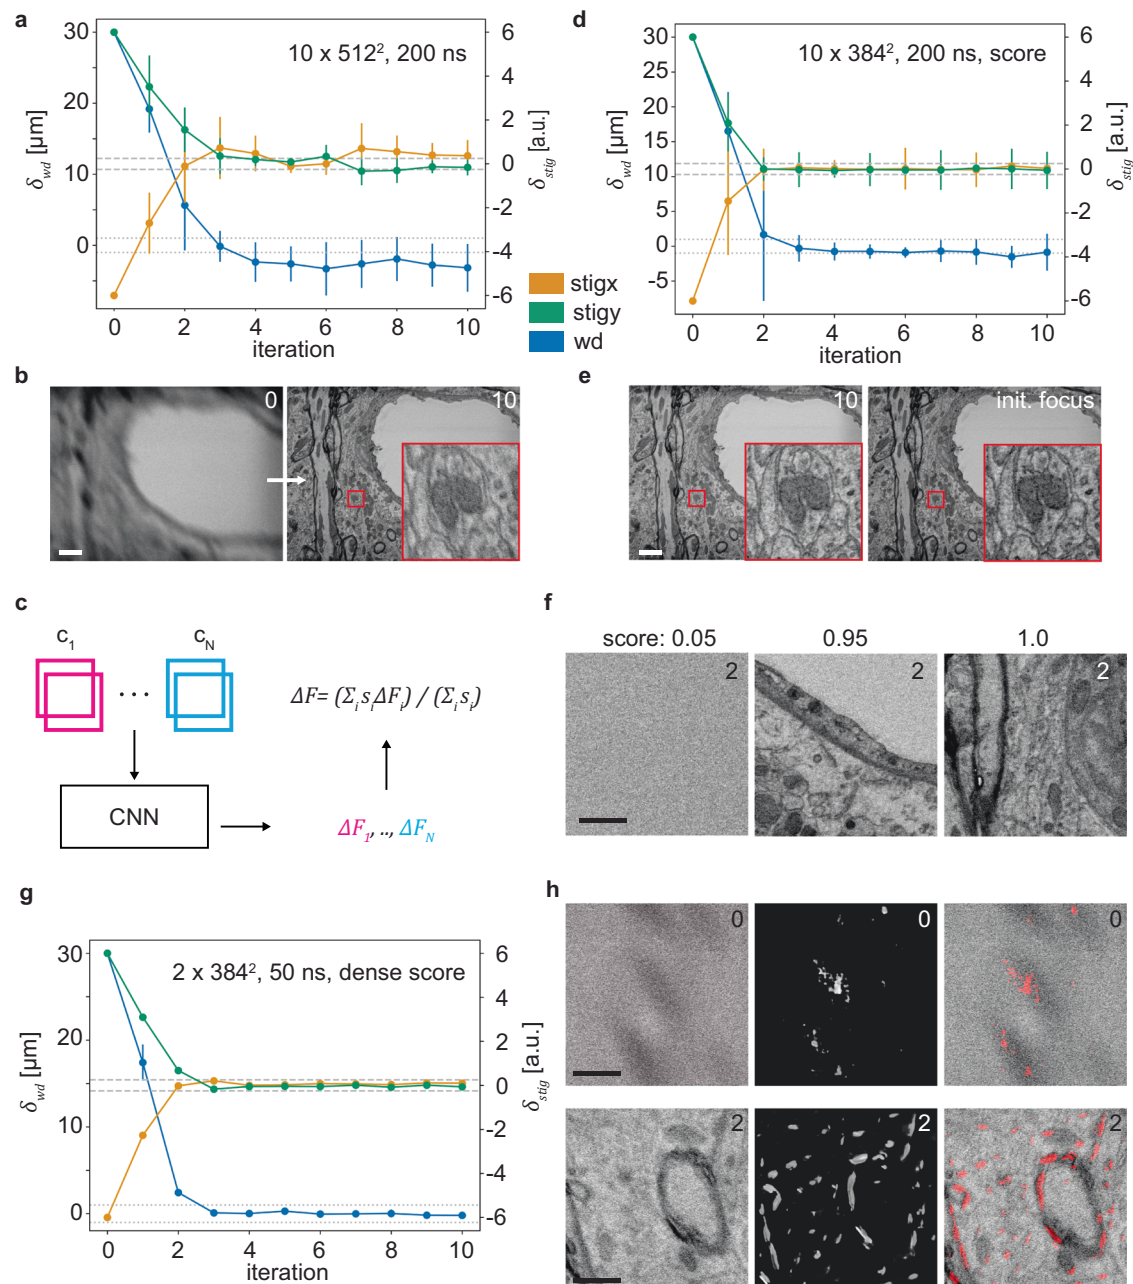 a
10 x 512², 200 ns
δwd [µm]
30
20
10
0
δstig [a.u.]
6
4
2
0
-2
-4
-6
0 2 4 6 8 10
iteration
stigx
stigy
wd
d
10 x 384², 200 ns, score
δwd [µm]
30
25
20
15
10
5
0
-5
δstig [a.u.]
6
4
2
0
-2
-4
-6
0 2 4 6 8 10
iteration
b
0
10
e
10
init. focus
c
c1 ... cN
CNN
ΔF1, .., ΔFN
ΔF= (Σi si ΔFi) / (Σi si)
f
score: 0.05 0.95 1.0
2 2 2
g
2 x 384², 50 ns, dense score
δwd [µm]
30
20
10
0
δstig [a.u.]
6
4
2
0
-2
-4
-6
0 2 4 6 8 10
iteration
h
0 0 0
2 2 2